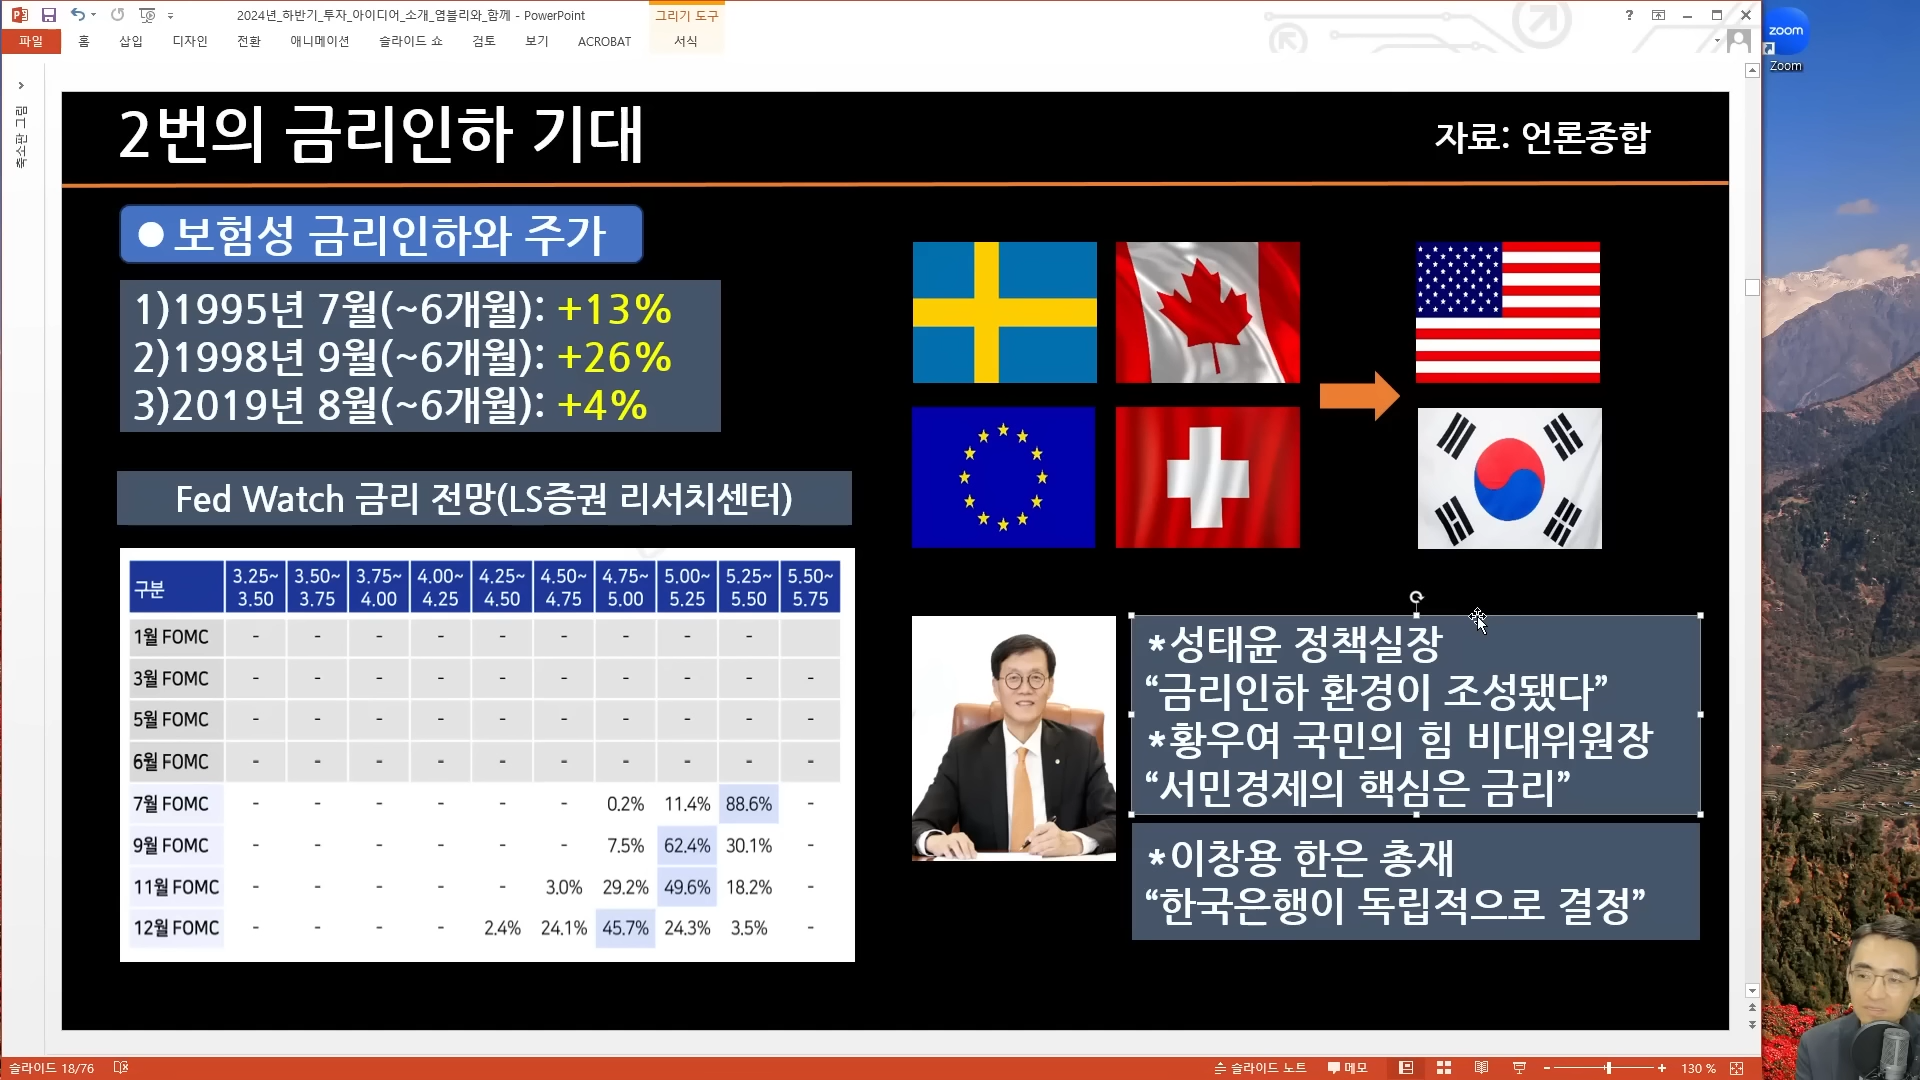 2024년_하반기_투자_아이디어_소개_염블리와_함께 - PowerPoint
그리기 도구
파일 홈 삽입 디자인 전환 애니메이션 슬라이드 쇼 검토 보기 ACROBAT 서식
zoom
Zoom
축소판 그림
2번의 금리인하 기대
자료: 언론종합
●보험성 금리인하와 주가
1)1995년 7월(~6개월): +13%
2)1998년 9월(~6개월): +26%
3)2019년 8월(~6개월): +4%
Fed Watch 금리 전망(LS증권 리서치센터)
구분 3.25~3.50 3.50~3.75 3.75~4.00 4.00~4.25 4.25~4.50 4.50~4.75 4.75~5.00 5.00~5.25 5.25~5.50 5.50~5.75
1월 FOMC - - - - - - - - -
3월 FOMC - - - - - - - - - -
5월 FOMC - - - - - - - - - -
6월 FOMC - - - - - - - - - -
7월 FOMC - - - - - - 0.2% 11.4% 88.6% -
9월 FOMC - - - - - - 7.5% 62.4% 30.1% -
11월 FOMC - - - - - 3.0% 29.2% 49.6% 18.2% -
12월 FOMC - - - - 2.4% 24.1% 45.7% 24.3% 3.5% -
*성태윤 정책실장
“금리인하 환경이 조성됐다”
*황우여 국민의 힘 비대위원장
“서민경제의 핵심은 금리”
*이창용 한은 총재
“한국은행이 독립적으로 결정”
슬라이드 18/76
슬라이드 노트 메모 130 %